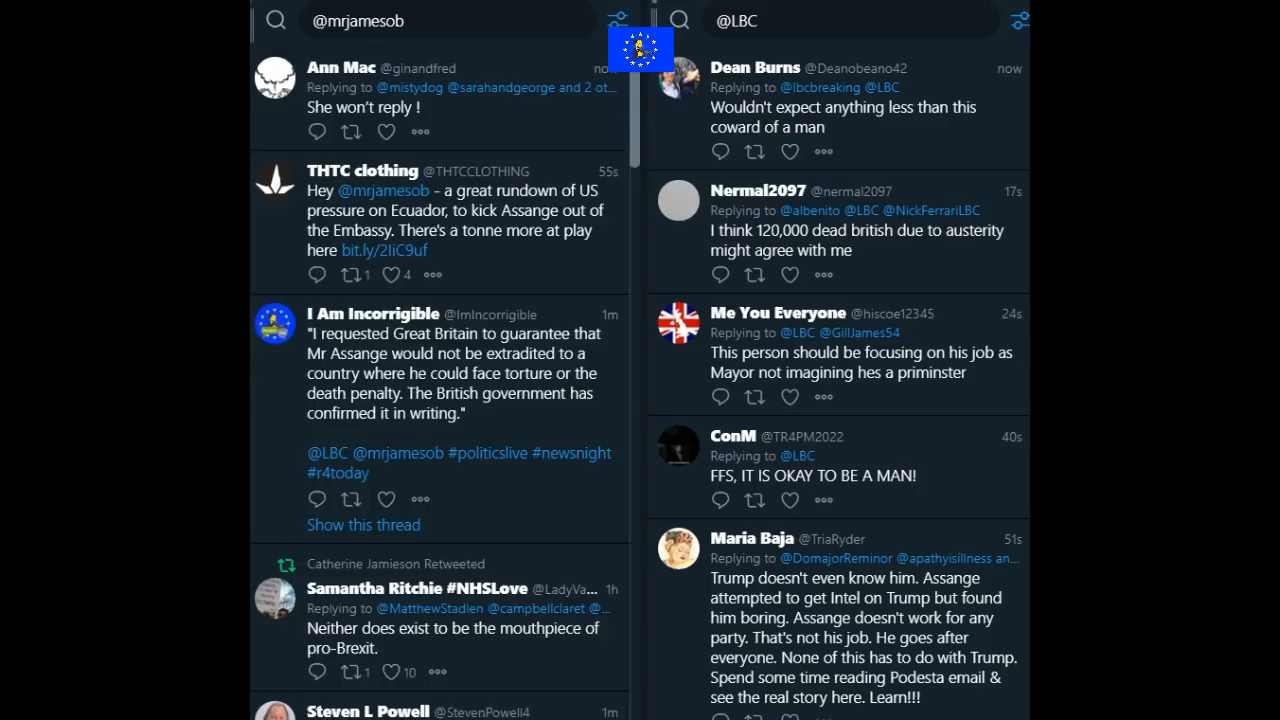 @mrjamesob
Ann Mac @ginandfred
Replying to @mistydog @sarahandgeorge and 2 ot...
She won't reply !
THTC clothing @THTCCLOTHING 55s
Hey @mrjamesob - a great rundown of US
pressure on Ecuador, to kick Assange out of
the Embassy. There's a tonne more at play
here bit.ly/2IiC9uf
1 4
I Am Incorrigible @ImIncorrigible 1m
"I requested Great Britain to guarantee that
Mr Assange would not be extradited to a
country where he could face torture or the
death penalty. The British government has
confirmed it in writing."
@LBC @mrjamesob #politicslive #newsnight
#r4today
Show this thread
Catherine Jamieson Retweeted
Samantha Ritchie #NHSLove @LadyVa... 1h
Replying to @MatthewStadlen @campbellclaret @...
Neither does exist to be the mouthpiece of
pro-Brexit.
1 10
Steven L Powell @StevenPowell4 1m
@LBC
Dean Burns @Deanobeano42 now
Replying to @lbcbreaking @LBC
Wouldn't expect anything less than this
coward of a man
Nermal2097 @nermal2097 17s
Replying to @albenito @LBC @NickFerrariLBC
I think 120,000 dead british due to austerity
might agree with me
Me You Everyone @hiscoe12345 24s
Replying to @LBC @GillJames54
This person should be focusing on his job as
Mayor not imagining hes a priminster
ConM @TR4PM2022 40s
Replying to @LBC
FFS, IT IS OKAY TO BE A MAN!
Maria Baja @TriaRyder 51s
Replying to @DomajorReminor @apathyisillness an...
Trump doesn't even know him. Assange
attempted to get Intel on Trump but found
him boring. Assange doesn't work for any
party. That's not his job. He goes after
everyone. None of this has to do with Trump.
Spend some time reading Podesta email &
see the real story here. Learn!!!